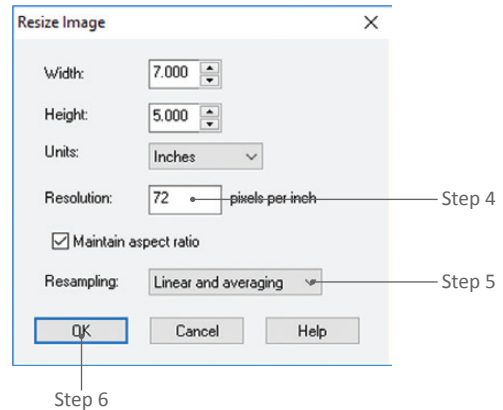 Resize Image
Width: 7.000
Height: 5.000
Units: Inches
Resolution: 72 pixels per inch
Step 4
Maintain aspect ratio
Resampling: Linear and averaging
Step 5
OK Cancel Help
Step 6